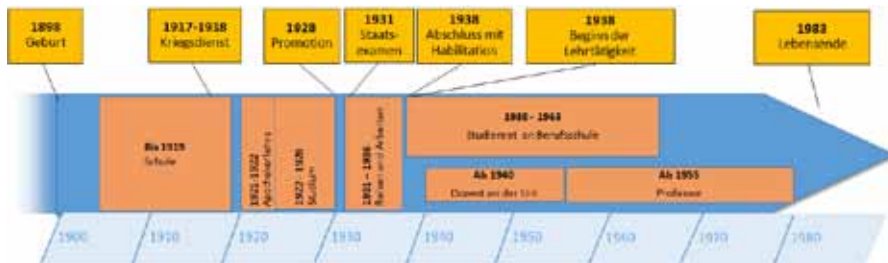 1898
Geburt
1917-1918
Kriegsdienst
1928
Promotion
1931
Staats-
examen
1938
Abschluss mit
Habilitation
1938
Beginn der
Lehrtätigkeit
1983
Lebensende
Bis 1919
Schule
1921-1922
1922 - 1928
Studium
1931 - 1936
Reisen und Arbeiten
Studienrat an Berufsschule
Ab 1940
Dozent an der Uni
Ab 1955
Professor
1900
1910
1920
1930
1940
1950
1960
1970
1980